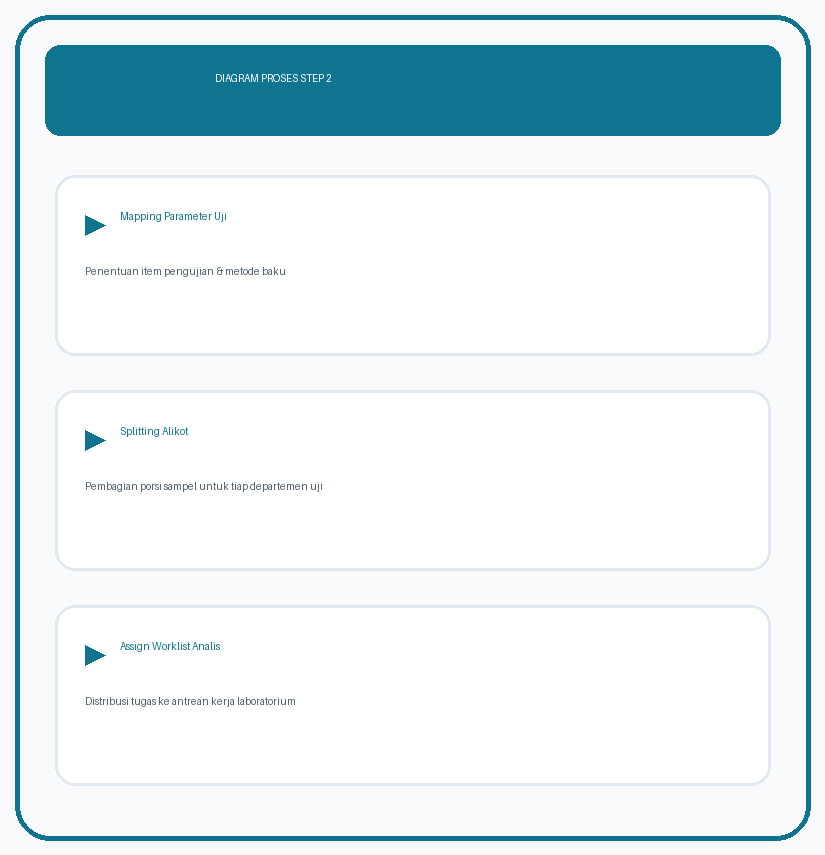 DIAGRAM PROSES STEP 2
Mapping Parameter Uji
Penentuan item pengujian & metode baku
Splitting Alikot
Pembagian porsi sampel untuk tiap departemen uji
Assign Worklist Analis
Distribusi tugas ke antrean kerja laboratorium